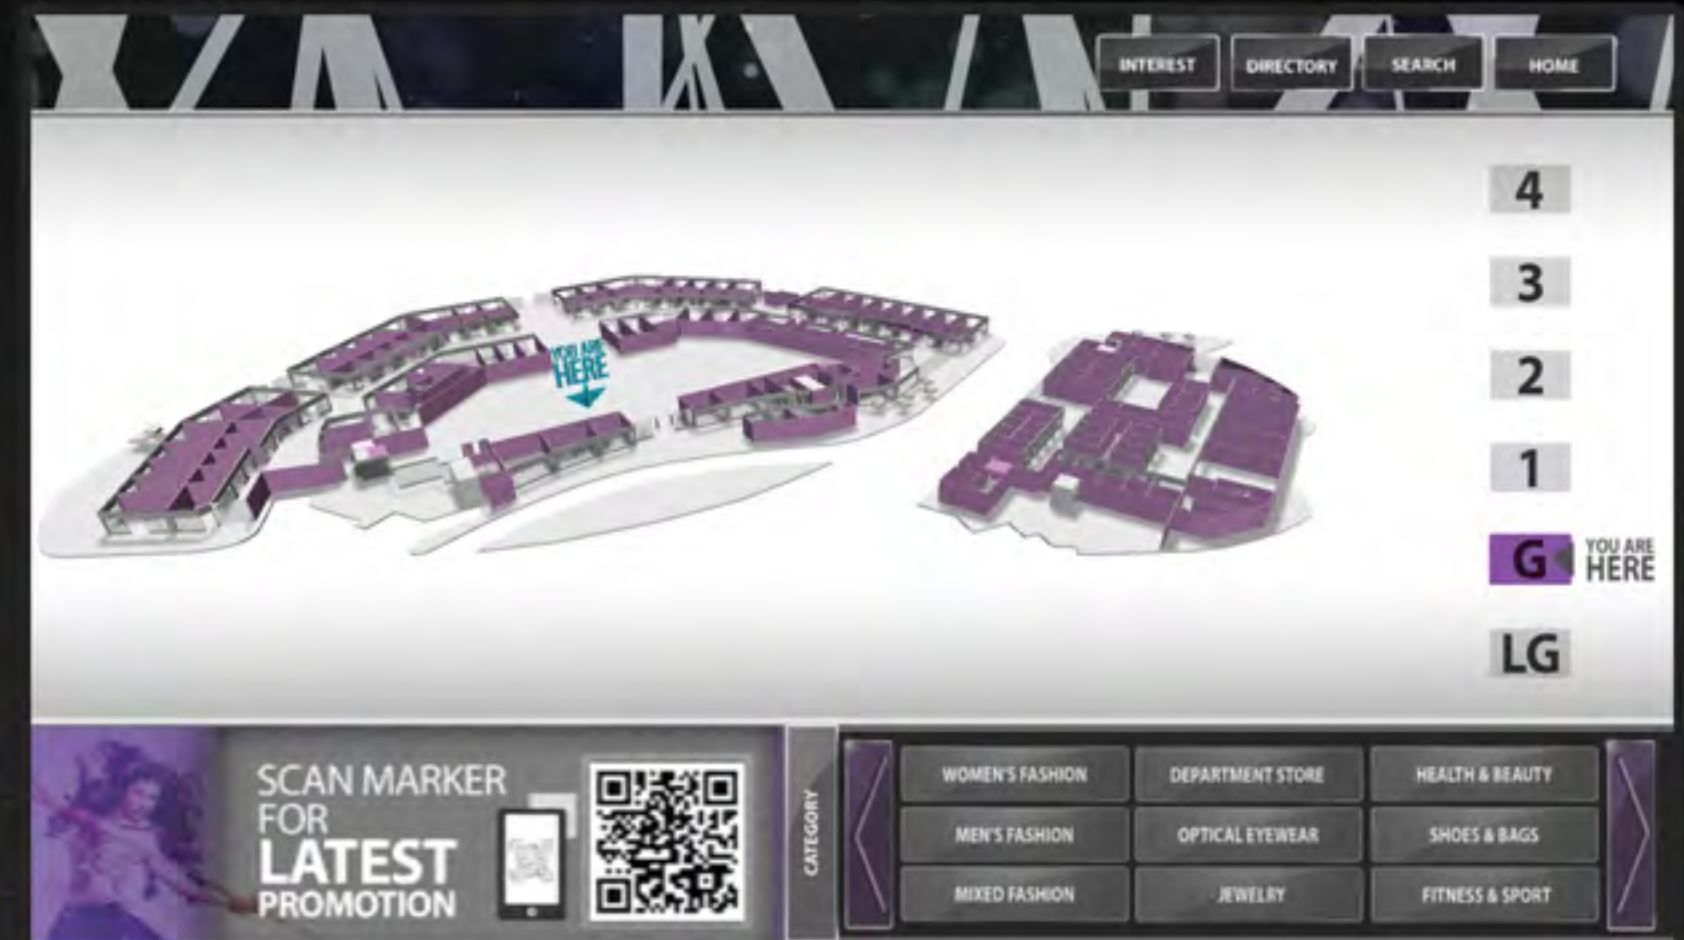 INTEREST
DIRECTORY
SEARCH
HOME
4
3
2
1
G
YOU ARE
HERE
LG
YOU ARE
HERE
SCAN MARKER
FOR
LATEST
PROMOTION
CATEGORY
WOMEN'S FASHION
DEPARTMENT STORE
HEALTH & BEAUTY
MEN'S FASHION
OPTICAL EYEWEAR
SHOES & BAGS
MIXED FASHION
JEWELRY
FITNESS & SPORT